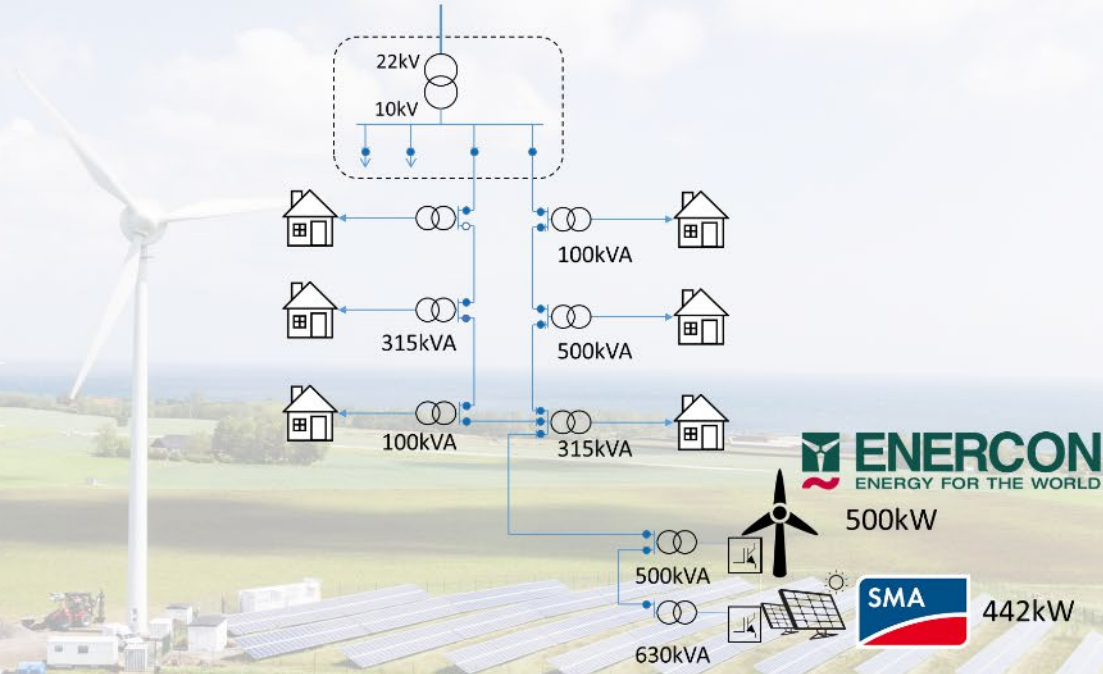 22kV
10kV
100kVA
315kVA
500kVA
100kVA
315kVA
ENERCON
ENERGY FOR THE WORLD
500kW
500kVA
SMA
442kW
630kVA